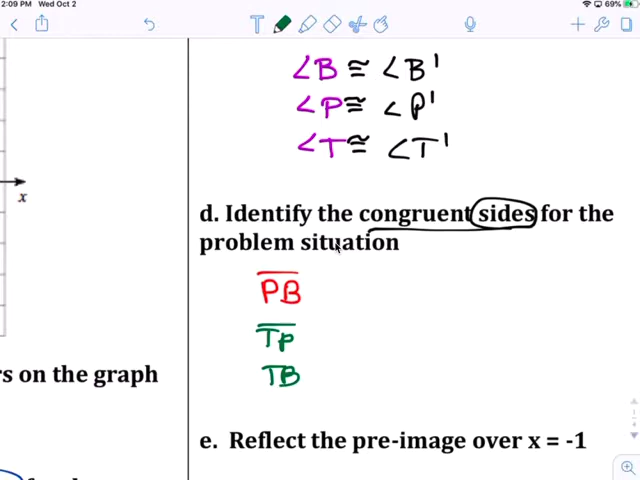 2:09 PM Wed Oct 2
69%
T
∠B ≅ ∠B'
∠P ≅ ∠P'
∠T ≅ ∠T'
x
d. Identify the congruent sides for the
problem situation
PB
TP
TB
rs on the graph
e. Reflect the pre-image over x = -1